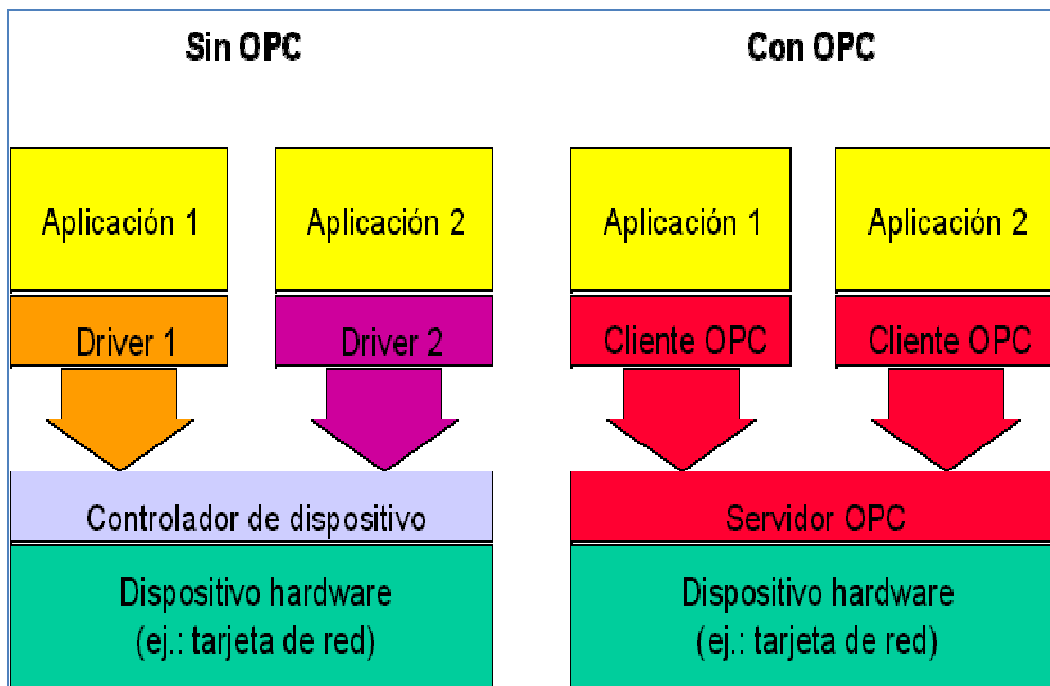 Sin OPC
Con OPC
Aplicación 1
Aplicación 2
Aplicación 1
Aplicación 2
Driver 1
Driver 2
Cliente OPC
Cliente OPC
Controlador de dispositivo
Servidor OPC
Dispositivo hardware
(ej.: tarjeta de red)
Dispositivo hardware
(ej.: tarjeta de red)